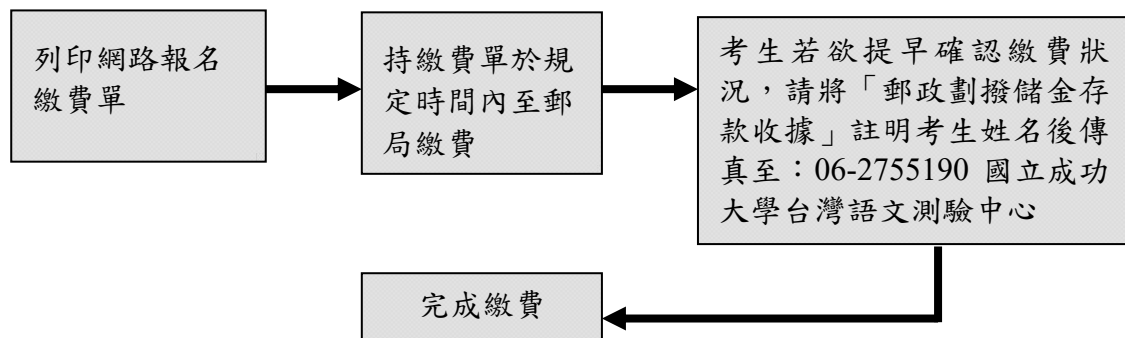 列印網路報名
繳費單
持繳費單於規
定時間內至郵
局繳費
考生若欲提早確認繳費狀
況，請將「郵政劃撥儲金存
款收據」註明考生姓名後傳
真至：06-2755190 國立成功
大學台灣語文測驗中心
完成繳費